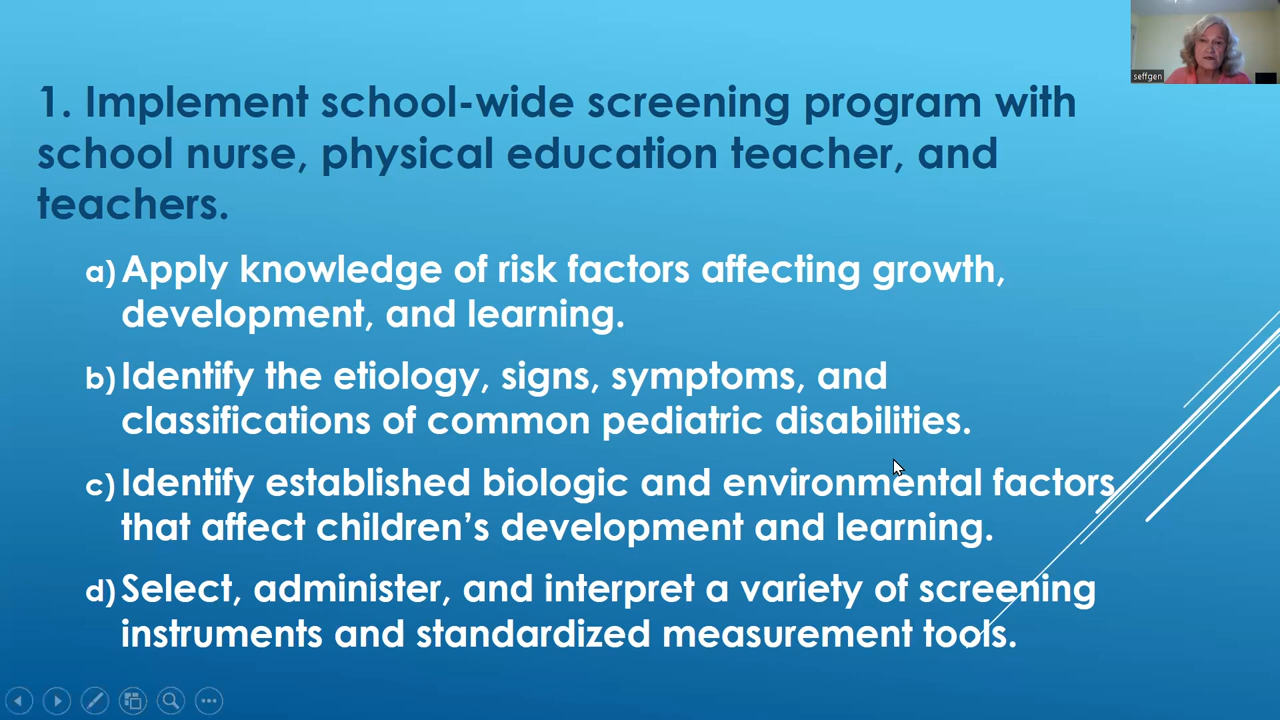 seffgen
1. Implement school-wide screening program with
school nurse, physical education teacher, and
teachers.
a) Apply knowledge of risk factors affecting growth,
development, and learning.
b) Identify the etiology, signs, symptoms, and
classifications of common pediatric disabilities.
c) Identify established biologic and environmental factors
that affect children’s development and learning.
d) Select, administer, and interpret a variety of screening
instruments and standardized measurement tools.